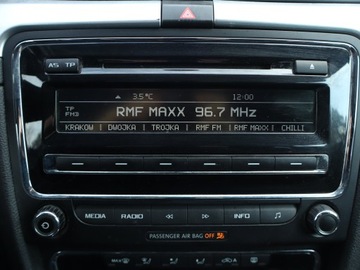 AS TP
3.5°C 12:00
TP
FM3
RMF MAXX 96.7 MHz
KRAKOW | DWOJKA | TROJKA | RMF FM | RMF MAXX | CHILLI
MEDIA RADIO INFO
PASSENGER AIR BAG OFF
MAX A